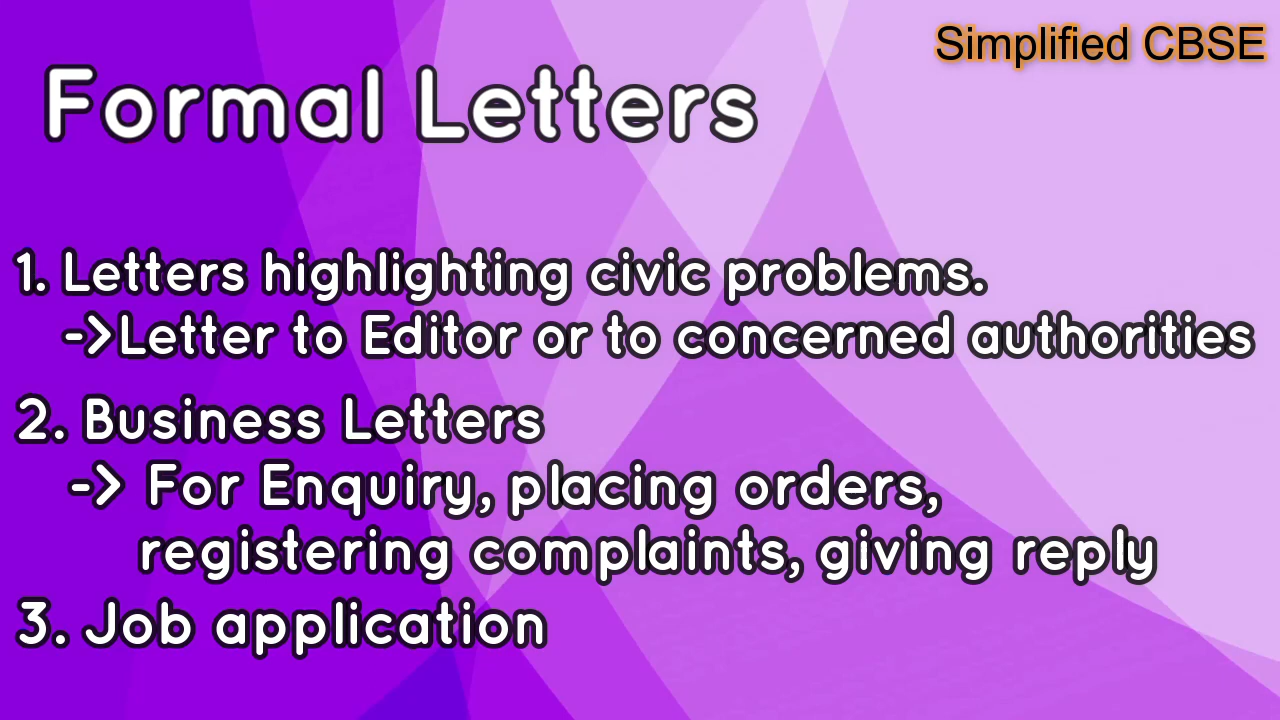 Simplified CBSE
Formal Letters
1. Letters highlighting civic problems.
->Letter to Editor or to concerned authorities
2. Business Letters
-> For Enquiry, placing orders,
registering complaints, giving reply
3. Job application